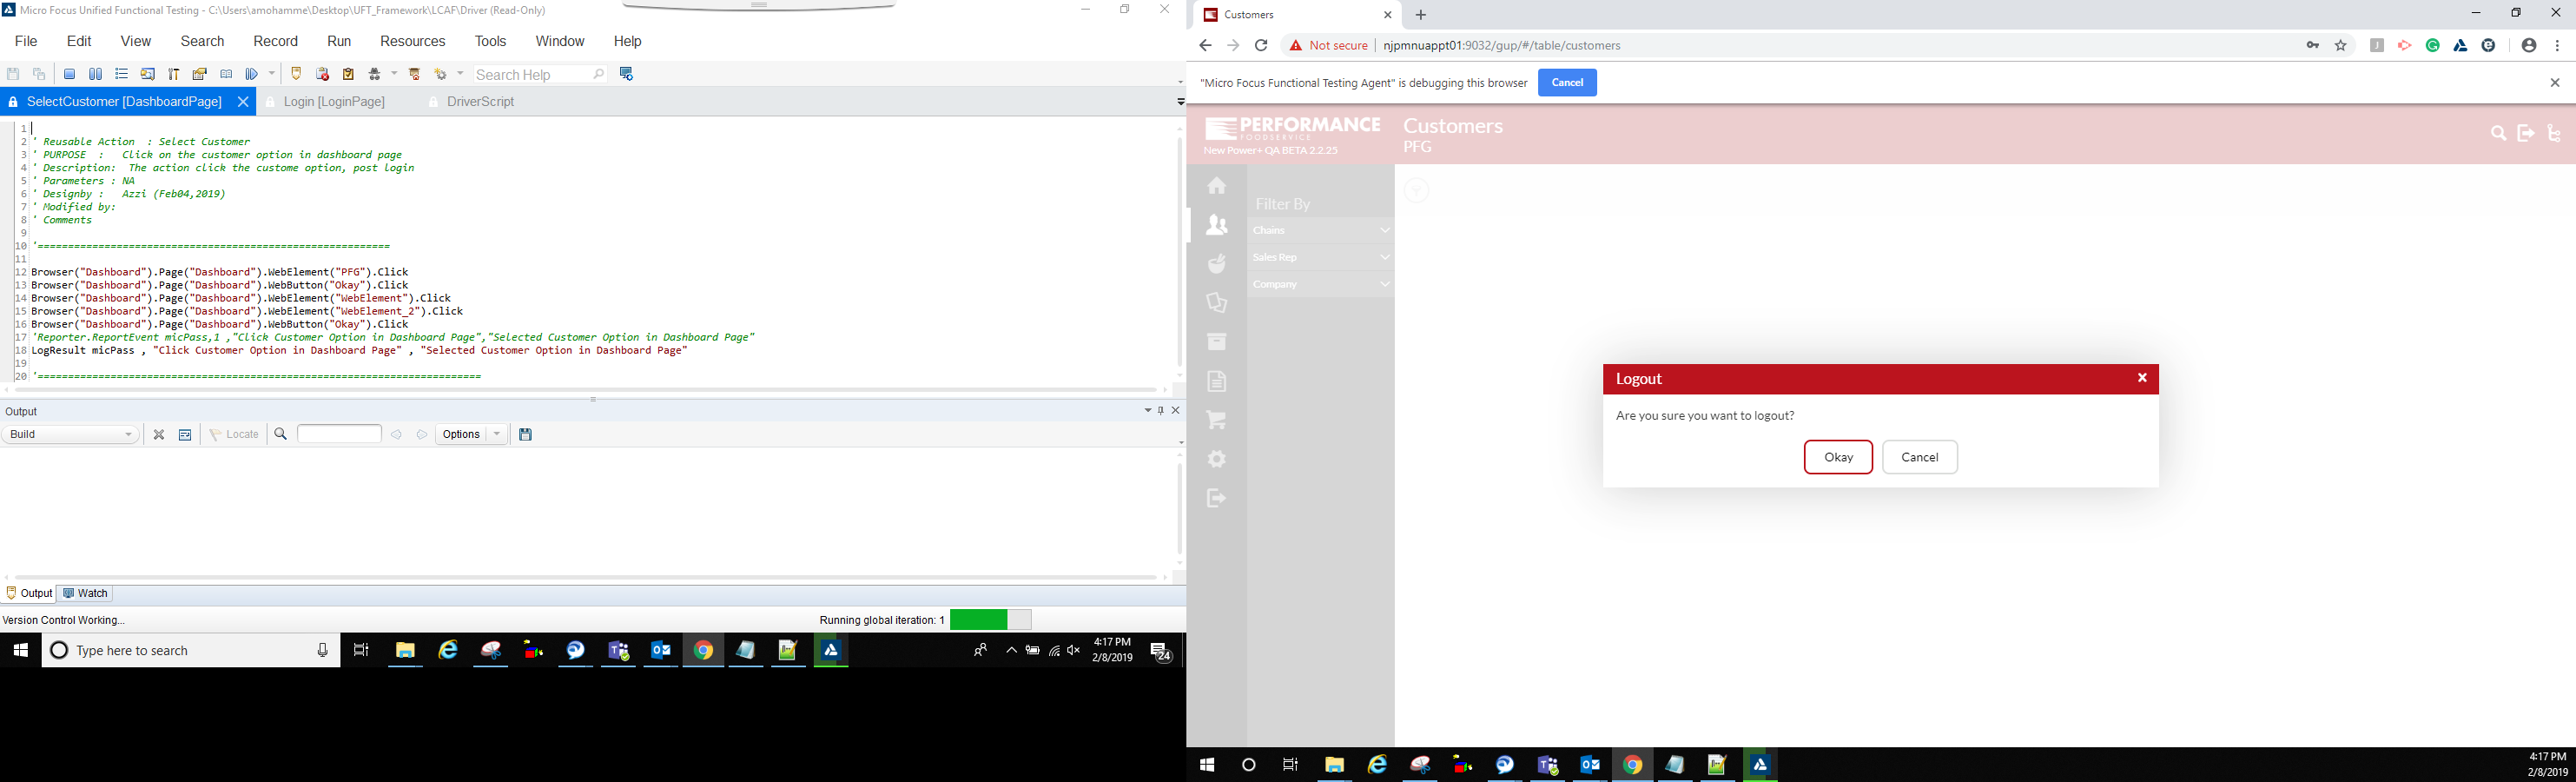 Micro Focus Unified Functional Testing - C:\Users\amohamme\Desktop\UFT_Framework\LCAF\Driver (Read-Only)
File Edit View Search Record Run Resources Tools Window Help
Search Help
SelectCustomer [DashboardPage] Login [LoginPage] DriverScript
1
2 ' Reusable Action  : Select Customer
3 ' PURPOSE  :   Click on the customer option in dashboard page
4 ' Description:  The action click the custome option, post login
5 ' Parameters : NA
6 ' Designby :   Azzi (Feb04,2019)
7 ' Modified by:
8 ' Comments
9
10 '==========================================================
11
12 Browser("Dashboard").Page("Dashboard").WebElement("PFG").Click
13 Browser("Dashboard").Page("Dashboard").WebButton("Okay").Click
14 Browser("Dashboard").Page("Dashboard").WebElement("WebElement").Click
15 Browser("Dashboard").Page("Dashboard").WebElement("WebElement_2").Click
16 Browser("Dashboard").Page("Dashboard").WebButton("Okay").Click
17 'Reporter.ReportEvent micPass,1 ,"Click Customer Option in Dashboard Page","Selected Customer Option in Dashboard Page"
18 LogResult micPass , "Click Customer Option in Dashboard Page" , "Selected Customer Option in Dashboard Page"
19
20 '=========================================================================
Output
Build Locate Options
Output Watch
Version Control Working... Running global iteration: 1
Type here to search
4:17 PM
2/8/2019
24
Customers
Not secure | njpmnuappt01:9032/gup/#/table/customers
"Micro Focus Functional Testing Agent" is debugging this browser Cancel
PERFORMANCE
FOODSERVICE
New Power+ QA BETA 2.2.25
Customers
PFG
Filter By
Chains
Sales Rep
Company
Logout
Are you sure you want to logout?
Okay Cancel
4:17 PM
2/8/2019